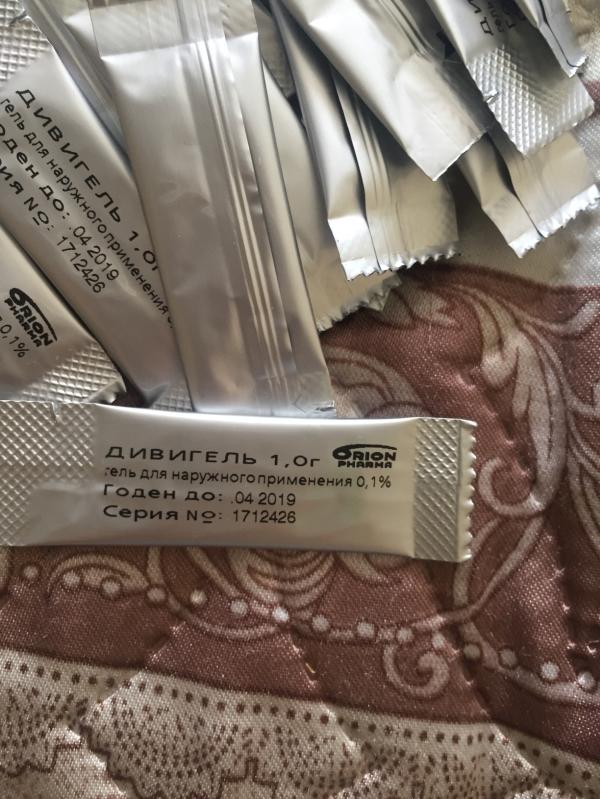 ДИВИГЕЛЬ 1,0г
гель для наружного применения 0,
Годен до: .04 2019
Серия №: 1712426
ORION
PHARMA
0,1%
ДИВИГЕЛЬ 1,0г ORION PHARMA
гель для наружного применения 0,1%
Годен до: .04 2019
Серия №: 1712426